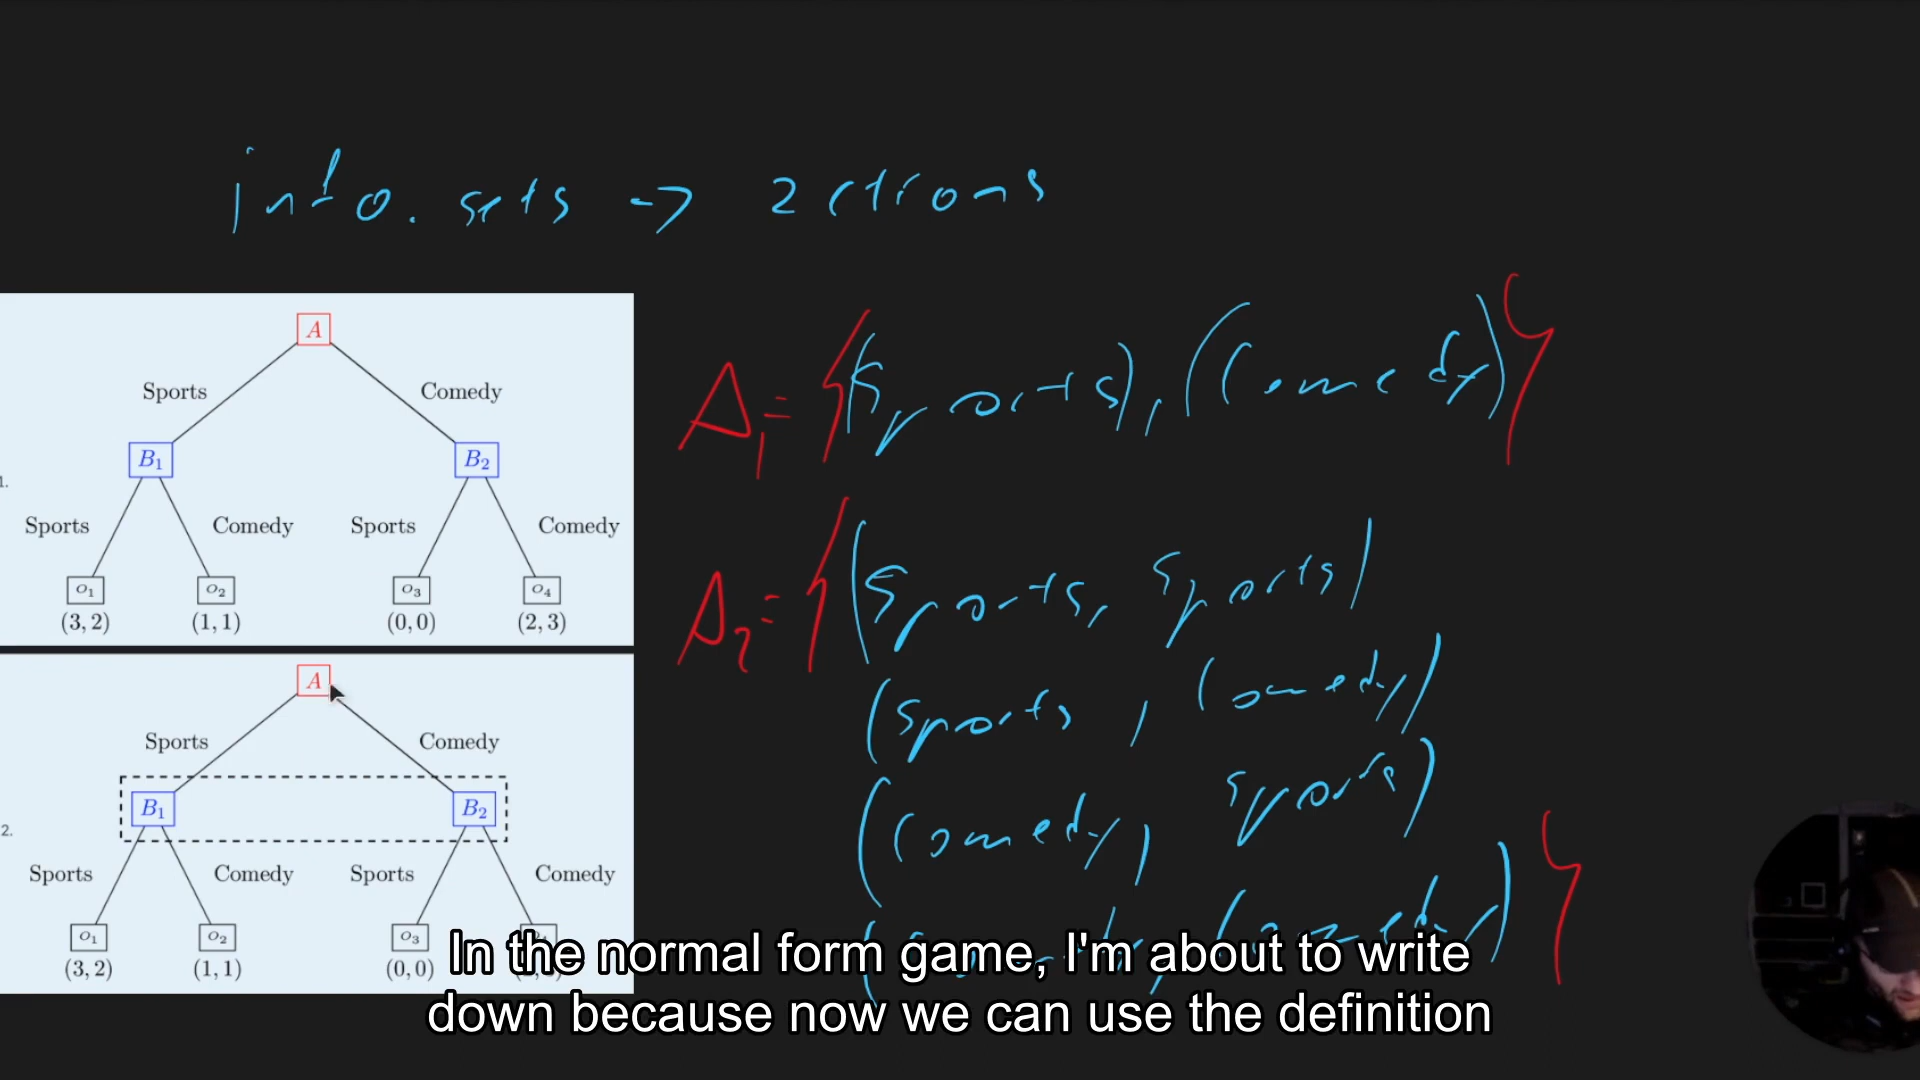 info. sets -> actions
A
Sports Comedy
B1 B2
1.
Sports Comedy Sports Comedy
o1 o2 o3 o4
(3, 2) (1, 1) (0, 0) (2, 3)
A1 = {(Sports), (Comedy)}
A2 = {(Sports, Sports)
(Sports, Comedy)
(Comedy, Sports)
Comedy) }
A
Sports Comedy
B1 B2
2.
Sports Comedy Sports Comedy
o1 o2 o3
(3, 2) (1, 1) (0, 0)
In the normal form game, I'm about to write
down because now we can use the definition